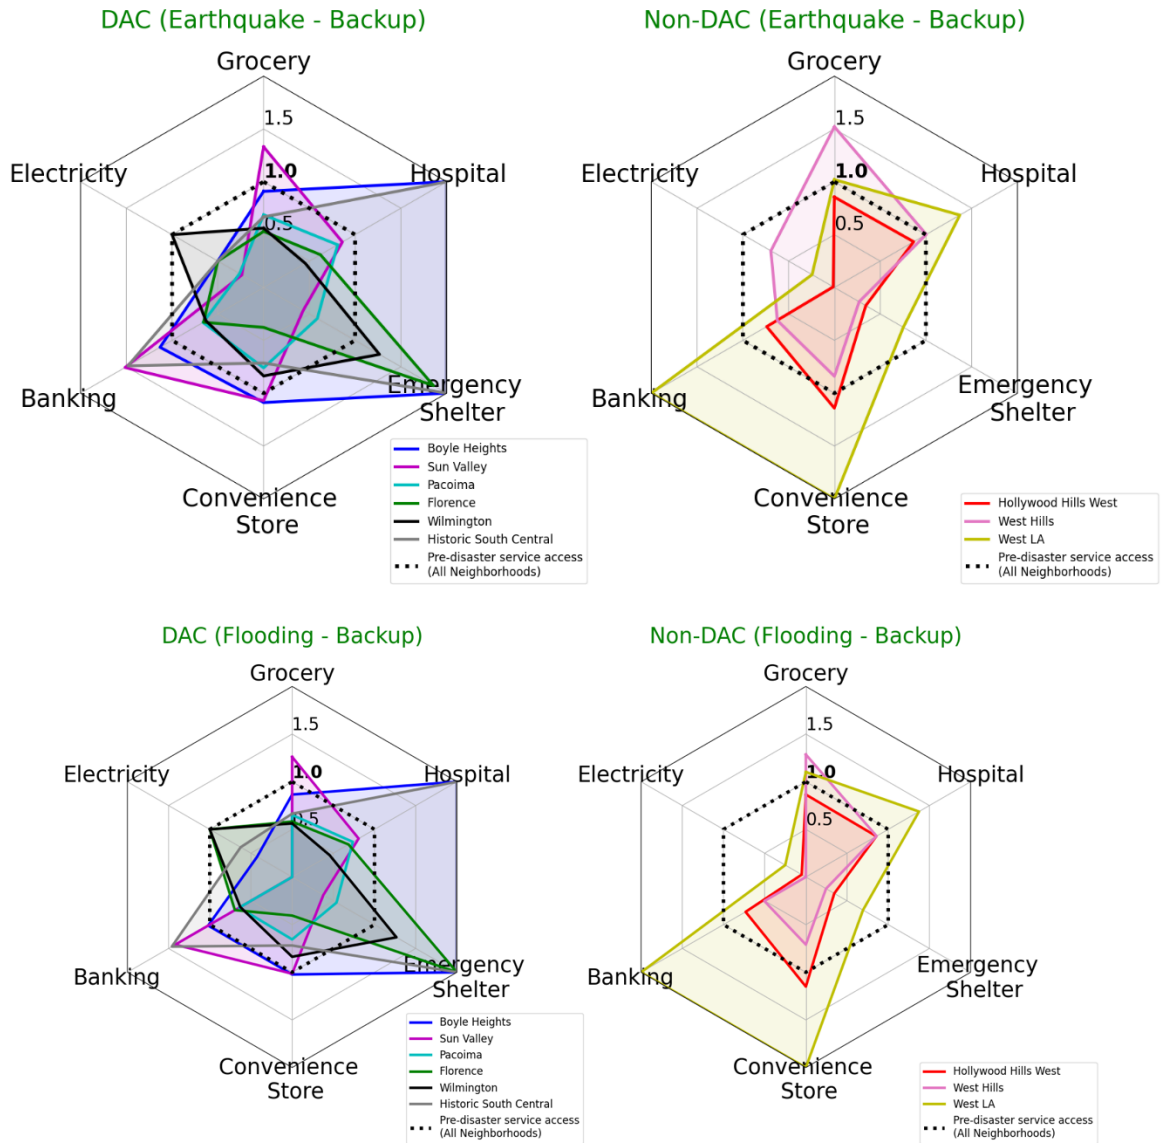 DAC (Earthquake - Backup)
Grocery
1.5
Hospital
1.0
Electricity
0.5
Banking
Emergency
Shelter
Convenience
Store
Boyle Heights
Sun Valley
Pacoima
Florence
Wilmington
Historic South Central
Pre-disaster service access
(All Neighborhoods)
Non-DAC (Earthquake - Backup)
Grocery
1.5
Hospital
1.0
Electricity
0.5
Banking
Emergency
Shelter
Convenience
Store
Hollywood Hills West
West Hills
West LA
Pre-disaster service access
(All Neighborhoods)
DAC (Flooding - Backup)
Grocery
1.5
Hospital
1.0
Electricity
0.5
Banking
Emergency
Shelter
Convenience
Store
Boyle Heights
Sun Valley
Pacoima
Florence
Wilmington
Historic South Central
Pre-disaster service access
(All Neighborhoods)
Non-DAC (Flooding - Backup)
Grocery
1.5
Hospital
1.0
Electricity
0.5
Banking
Emergency
Shelter
Convenience
Store
Hollywood Hills West
West Hills
West LA
Pre-disaster service access
(All Neighborhoods)